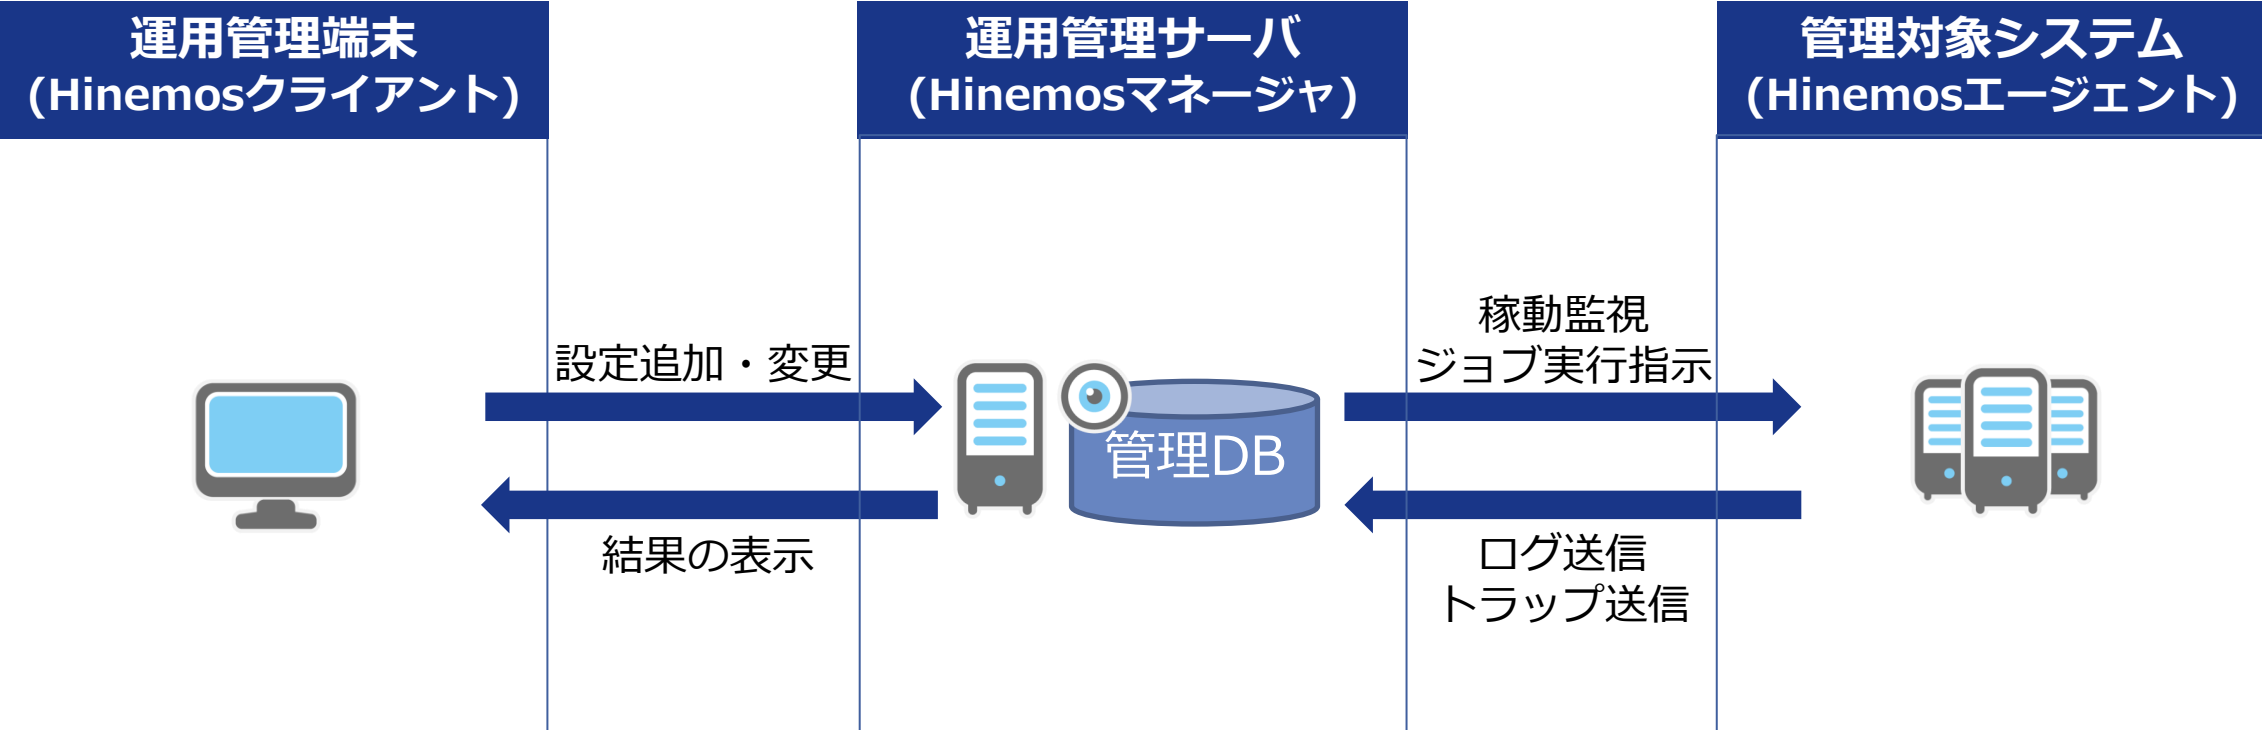 運用管理端末
(Hinemosクライアント)
運用管理サーバ
(Hinemosマネージャ)
管理対象システム
(Hinemosエージェント)
設定追加・変更
結果の表示
管理DB
稼動監視
ジョブ実行指示
ログ送信
トラップ送信